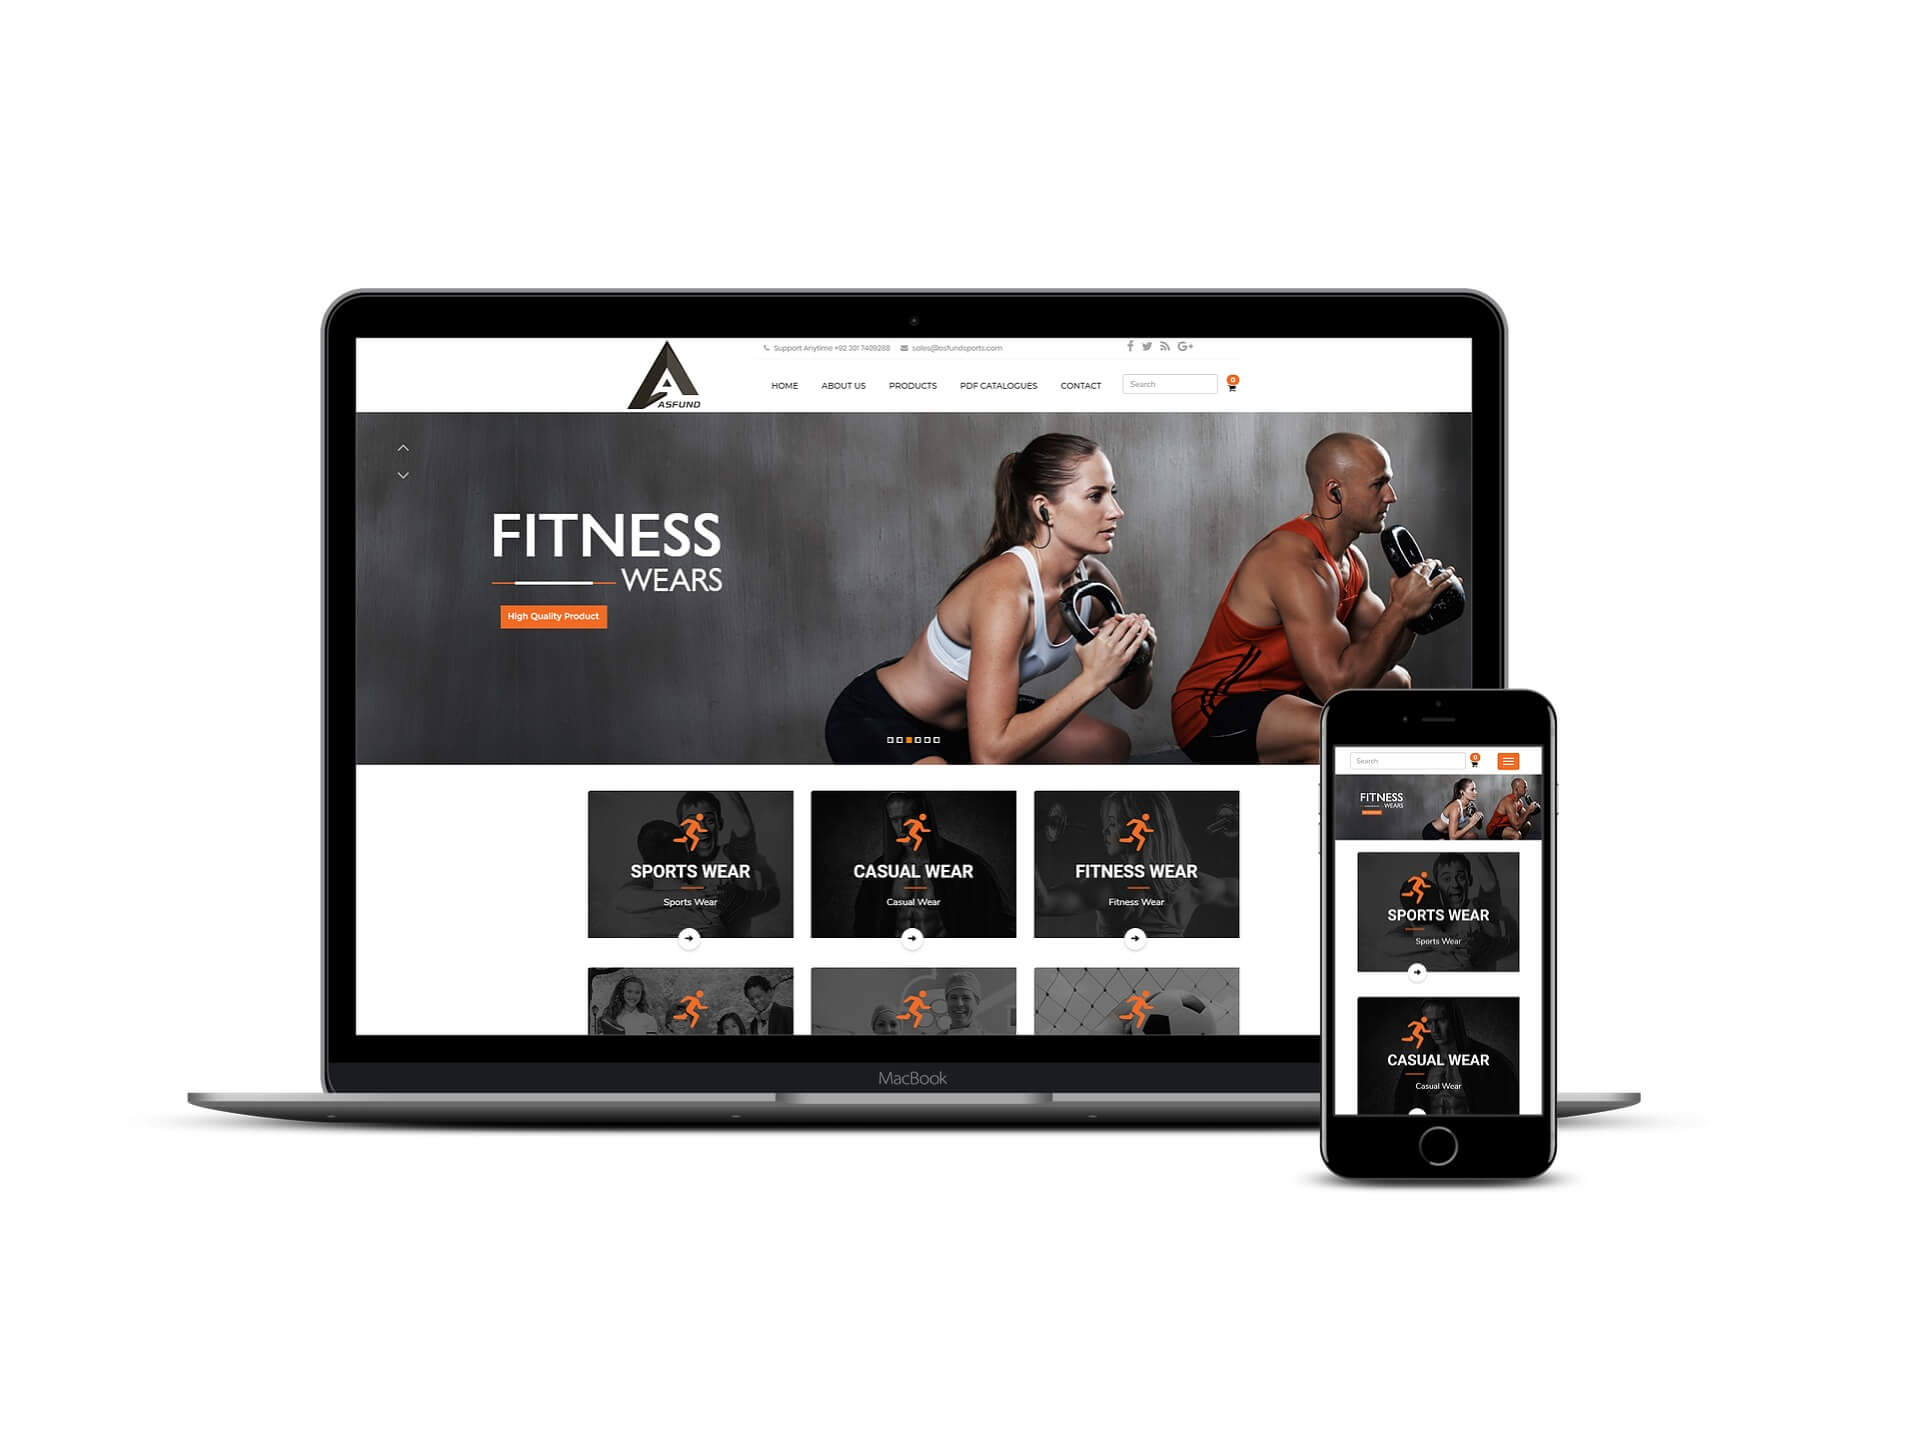 Support Anytime +92 301 7409288 sales@asfundsports.com
ASFUND
HOME ABOUT US PRODUCTS PDF CATALOGUES CONTACT Search 0
FITNESS
WEARS
High Quality Product
SPORTS WEAR
Sports Wear
CASUAL WEAR
Casual Wear
FITNESS WEAR
Fitness Wear
MacBook
Search 0
FITNESS
WEARS
SPORTS WEAR
Sports Wear
CASUAL WEAR
Casual Wear